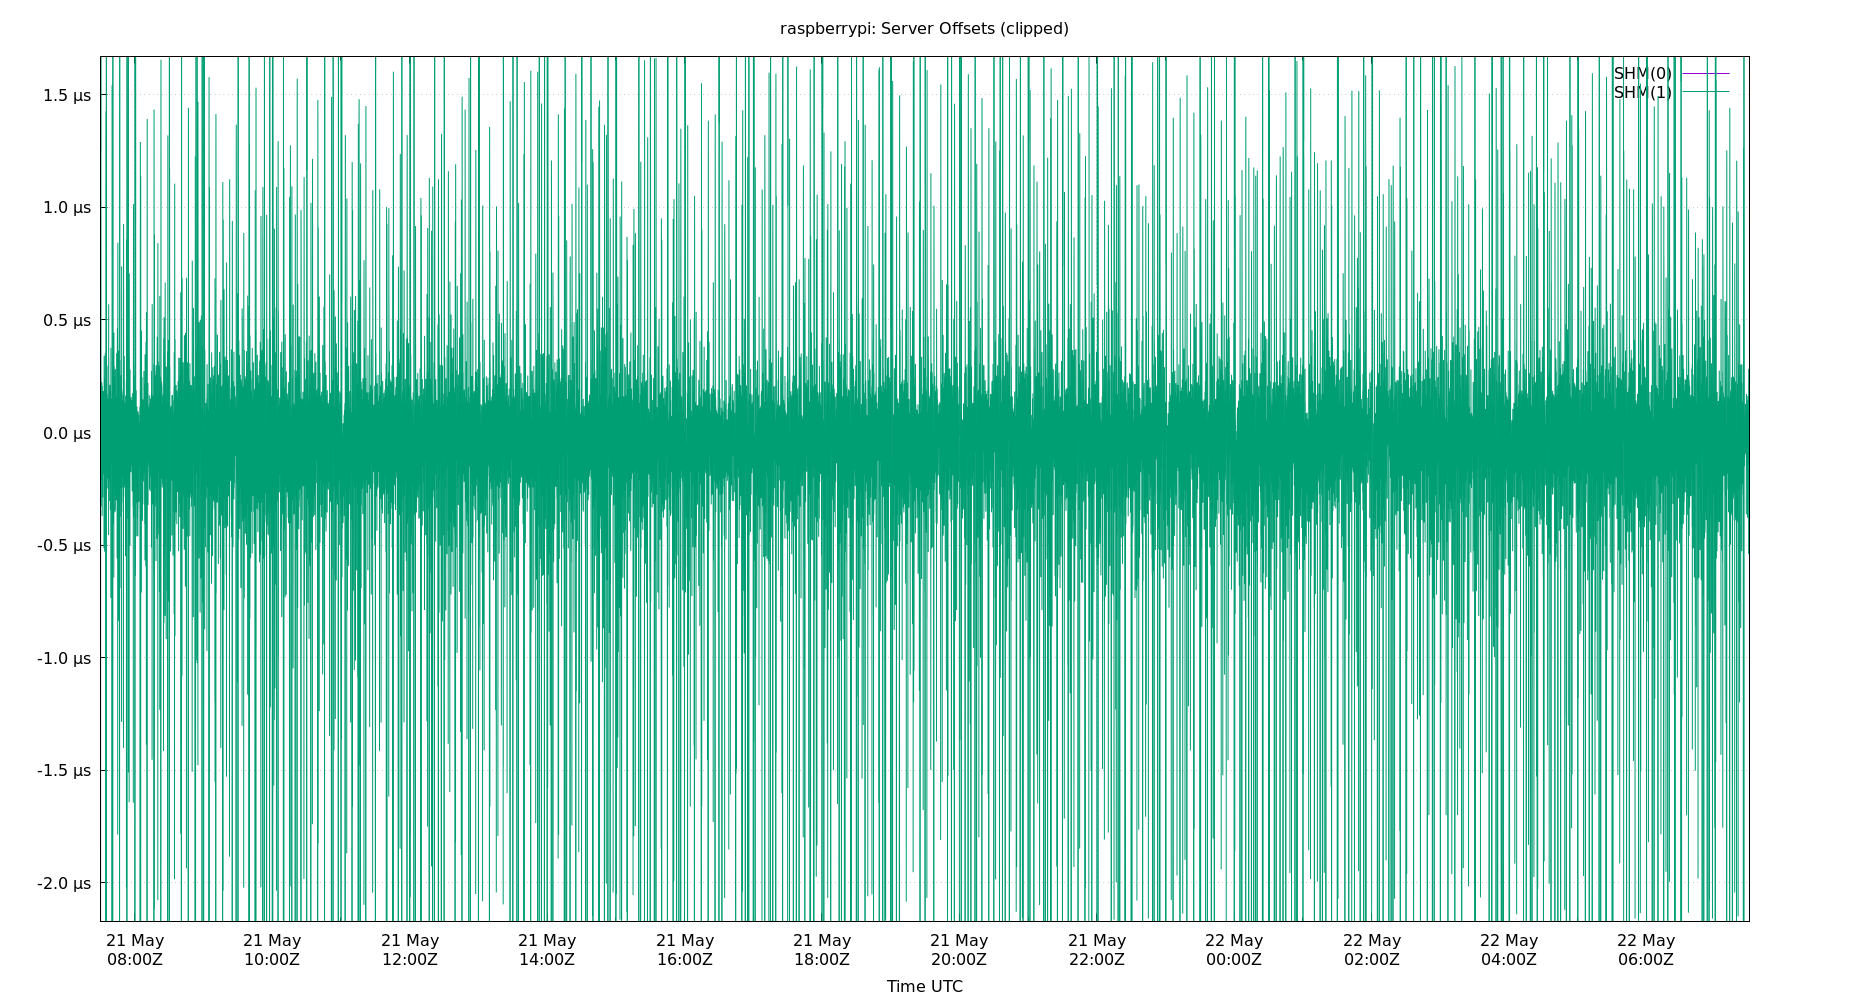 raspberrypi: Server Offsets (clipped)
SHM(0)
SHM(1)
1.5 µs
1.0 µs
0.5 µs
0.0 µs
-0.5 µs
-1.0 µs
-1.5 µs
-2.0 µs
21 May 21 May 21 May 21 May 21 May 21 May 21 May 21 May 22 May 22 May 22 May 22 May
08:00Z 10:00Z 12:00Z 14:00Z 16:00Z 18:00Z 20:00Z 22:00Z 00:00Z 02:00Z 04:00Z 06:00Z
Time UTC